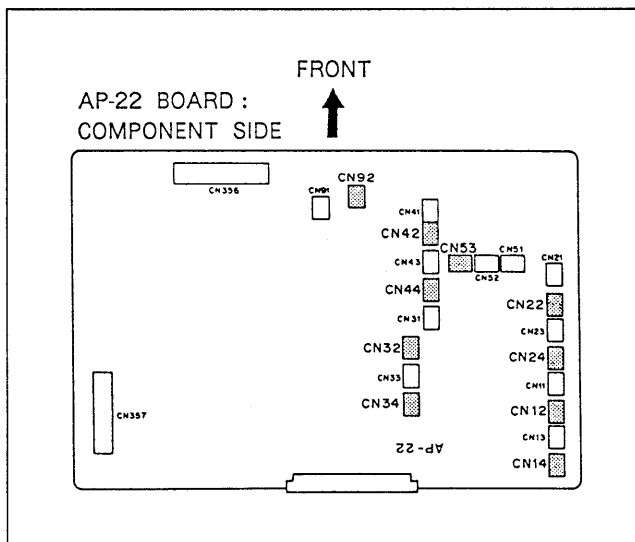 FRONT
AP-22 BOARD :
COMPONENT SIDE
CN356
CN91
CN92
CN41
CN42
CN43
CN44
CN31
CN53
CN52
CN51
CN21
CN22
CN23
CN24
CN11
CN12
CN13
CN14
CN32
CN33
CN34
CN357
AP-22